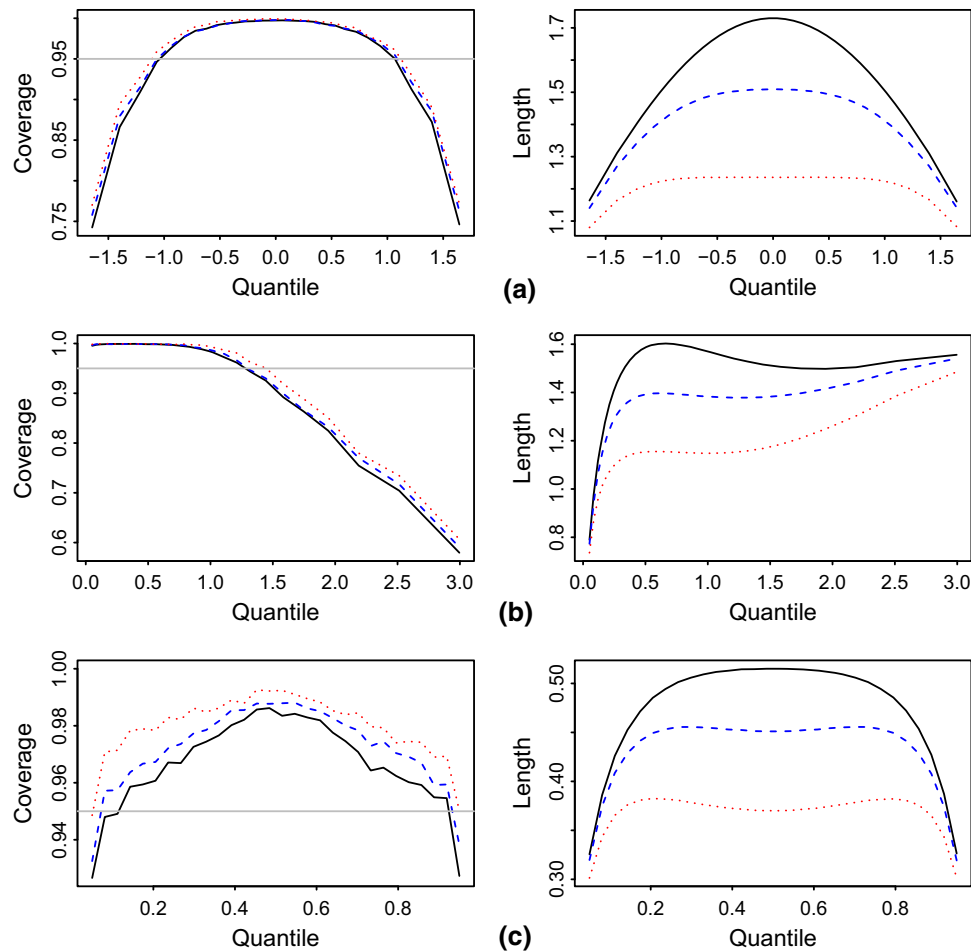 Coverage
0.75 0.85 0.95
−1.5 −1.0 −0.5 0.0 0.5 1.0 1.5
Quantile
Length
1.1 1.3 1.5 1.7
−1.5 −1.0 −0.5 0.0 0.5 1.0 1.5
Quantile
(a)
Coverage
0.6 0.7 0.8 0.9 1.0
0.0 0.5 1.0 1.5 2.0 2.5 3.0
Quantile
Length
0.8 1.0 1.2 1.4 1.6
0.0 0.5 1.0 1.5 2.0 2.5 3.0
Quantile
(b)
Coverage
0.94 0.96 0.98 1.00
0.2 0.4 0.6 0.8
Quantile
Length
0.30 0.40 0.50
0.2 0.4 0.6 0.8
Quantile
(c)